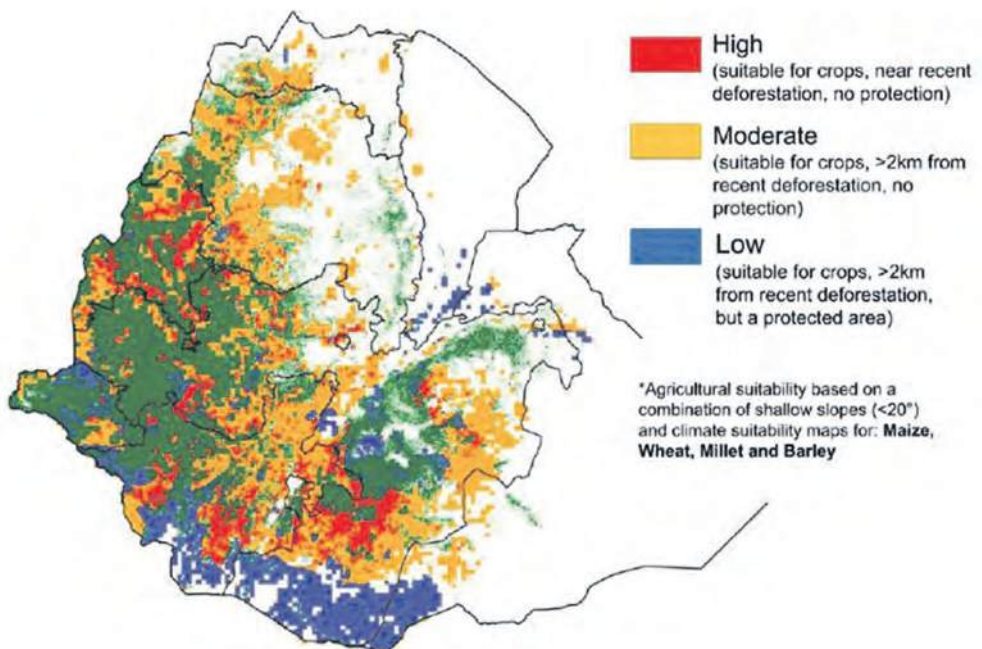 High
(suitable for crops, near recent
deforestation, no protection)
Moderate
(suitable for crops, >2km from
recent deforestation, no
protection)
Low
(suitable for crops, >2km
from recent deforestation,
but a protected area)
*Agricultural suitability based on a
combination of shallow slopes (<20°)
and climate suitability maps for: Maize,
Wheat, Millet and Barley